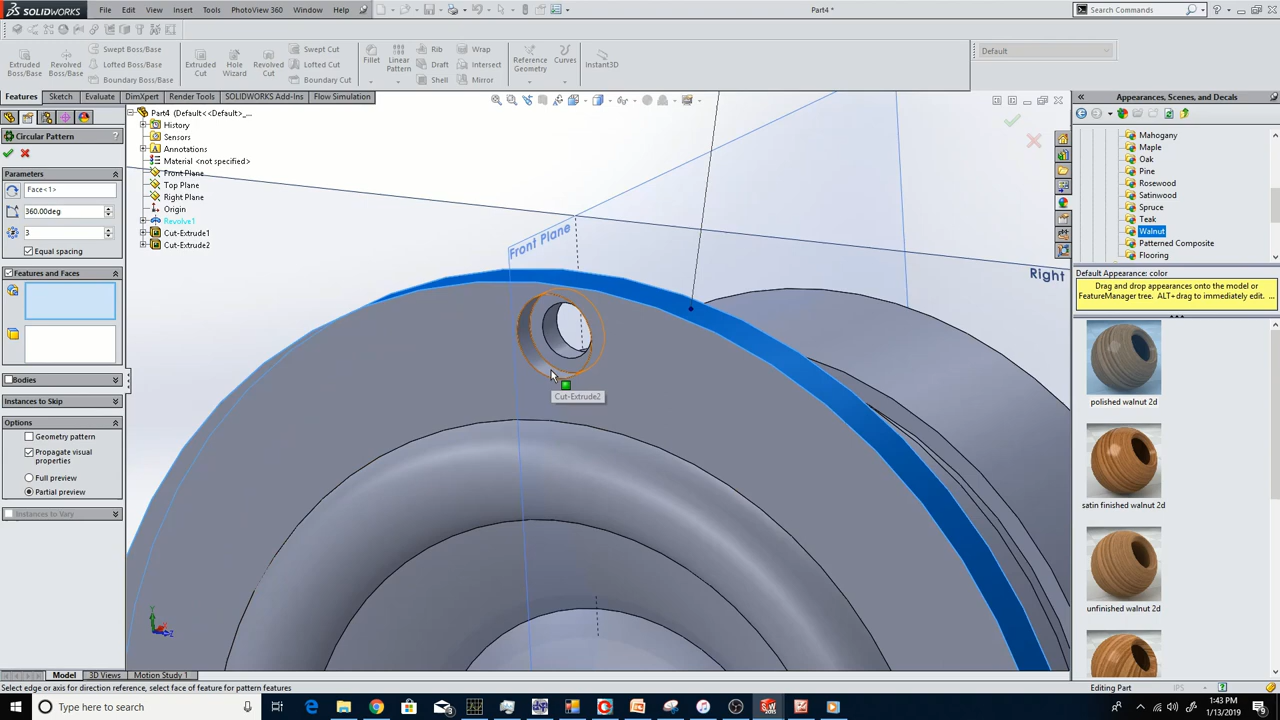 SOLIDWORKS File Edit View Insert Tools PhotoView 360 Window Help Part4 * Search Commands
Extruded Boss/Base Revolved Boss/Base Swept Boss/Base Lofted Boss/Base Boundary Boss/Base Extruded Cut Hole Wizard Revolved Cut Swept Cut Lofted Cut Boundary Cut Fillet Linear Pattern Rib Draft Shell Wrap Intersect Mirror Reference Geometry Curves Instant3D Default
Features Sketch Evaluate DimXpert Render Tools SOLIDWORKS Add-Ins Flow Simulation
Appearances, Scenes, and Decals
Circular Pattern
Parameters
Face<1>
360.00deg
3
Equal spacing
Features and Faces
Bodies
Instances to Skip
Options
Geometry pattern
Propagate visual
properties
Full preview
Partial preview
Instances to Vary
Part4 (Default<<Default>_...
History
Sensors
Annotations
Material <not specified>
Front Plane
Top Plane
Right Plane
Origin
Revolve1
Cut-Extrude1
Cut-Extrude2
Front Plane
Right
Cut-Extrude2
Mahogany
Maple
Oak
Pine
Rosewood
Satinwood
Spruce
Teak
Walnut
Patterned Composite
Flooring
Default Appearance: color
Drag and drop appearances onto the model or
FeatureManager tree. ALT+drag to immediately edit. ...
polished walnut 2d
satin finished walnut 2d
unfinished walnut 2d
Model 3D Views Motion Study 1
Select edge or axis for direction reference, select face of feature for pattern features Editing Part IPS
Type here to search 1:43 PM
1/13/2019